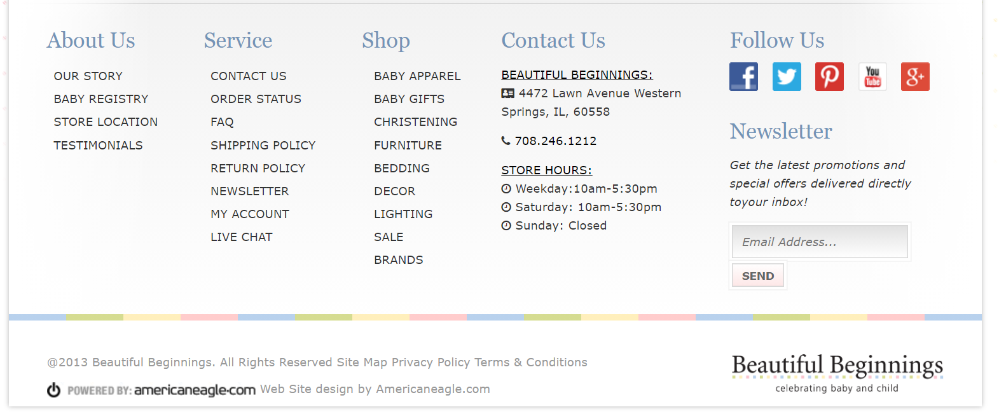 About Us
OUR STORY
BABY REGISTRY
STORE LOCATION
TESTIMONIALS
Service
CONTACT US
ORDER STATUS
FAQ
SHIPPING POLICY
RETURN POLICY
NEWSLETTER
MY ACCOUNT
LIVE CHAT
Shop
BABY APPAREL
BABY GIFTS
CHRISTENING
FURNITURE
BEDDING
DECOR
LIGHTING
SALE
BRANDS
Contact Us
BEAUTIFUL BEGINNINGS:
4472 Lawn Avenue Western
Springs, IL, 60558
708.246.1212
STORE HOURS:
Weekday:10am-5:30pm
Saturday: 10am-5:30pm
Sunday: Closed
Follow Us
f
You
Tube
g+
Newsletter
Get the latest promotions and
special offers delivered directly
toyour inbox!
Email Address...
SEND
@2013 Beautiful Beginnings. All Rights Reserved Site Map Privacy Policy Terms & Conditions
POWERED BY: americaneagle.com Web Site design by Americaneagle.com
Beautiful Beginnings
celebrating baby and child